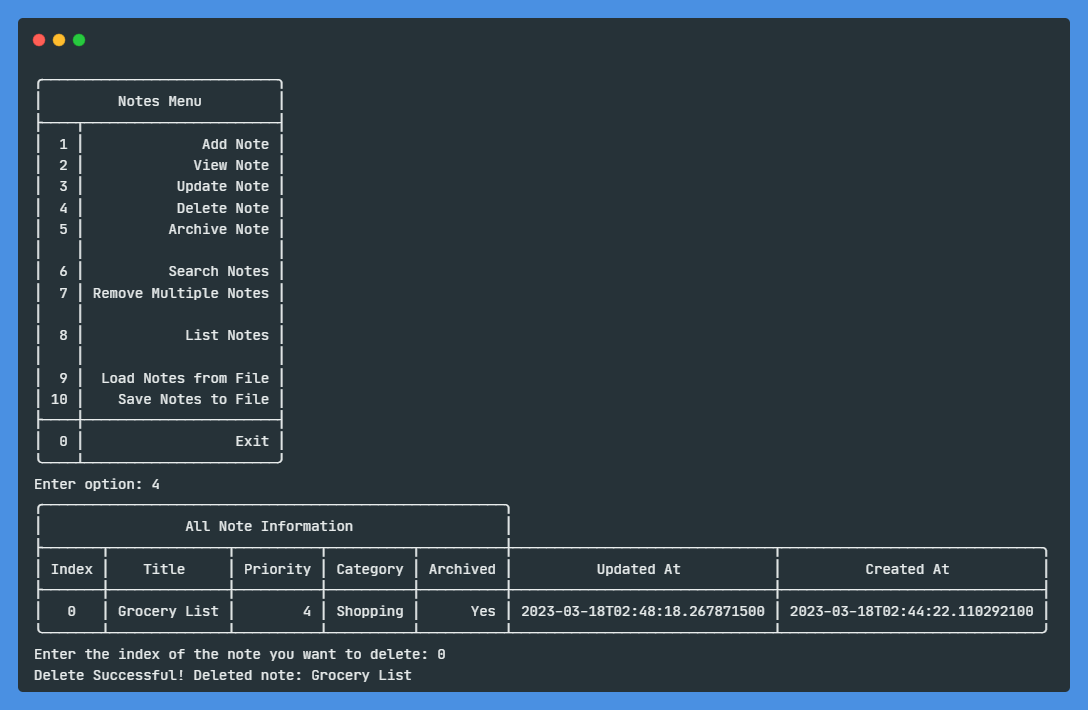 Notes Menu
1 Add Note
2 View Note
3 Update Note
4 Delete Note
5 Archive Note
6 Search Notes
7 Remove Multiple Notes
8 List Notes
9 Load Notes from File
10 Save Notes to File
0 Exit
Enter option: 4
All Note Information
Index Title Priority Category Archived Updated At Created At
0 Grocery List 4 Shopping Yes 2023-03-18T02:48:18.267871500 2023-03-18T02:44:22.110292100
Enter the index of the note you want to delete: 0
Delete Successful! Deleted note: Grocery List